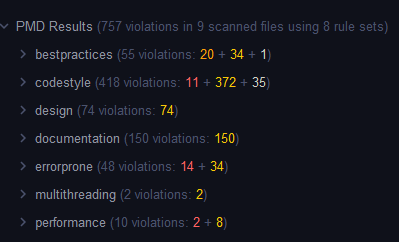 PMD Results (757 violations in 9 scanned files using 8 rule sets)
bestpractices (55 violations: 20 + 34 + 1)
codestyle (418 violations: 11 + 372 + 35)
design (74 violations: 74)
documentation (150 violations: 150)
errorprone (48 violations: 14 + 34)
multithreading (2 violations: 2)
performance (10 violations: 2 + 8)